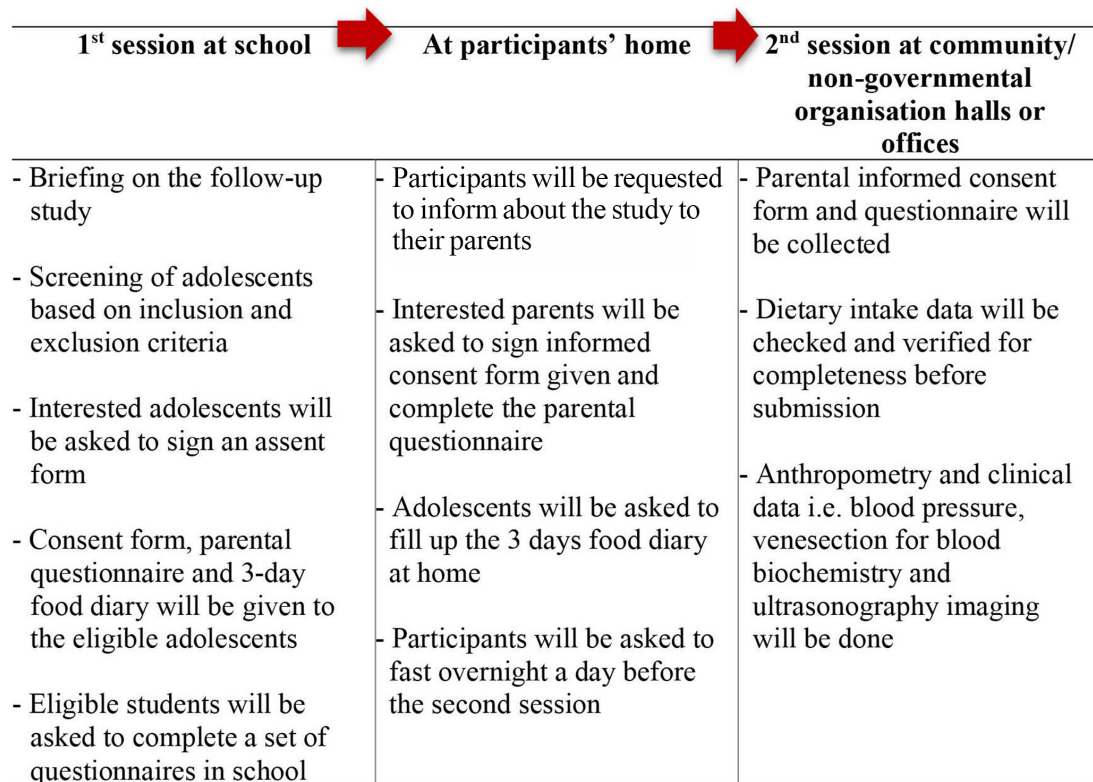 1st session at school
At participants' home
2nd session at community/
non-governmental
organisation halls or
offices
- Briefing on the follow-up
study
- Screening of adolescents
based on inclusion and
exclusion criteria
- Interested adolescents will
be asked to sign an assent
form
- Consent form, parental
questionnaire and 3-day
food diary will be given to
the eligible adolescents
- Eligible students will be
asked to complete a set of
questionnaires in school
- Participants will be requested
to inform about the study to
their parents
- Interested parents will be
asked to sign informed
consent form given and
complete the parental
questionnaire
- Adolescents will be asked to
fill up the 3 days food diary
at home
- Participants will be asked to
fast overnight a day before
the second session
- Parental informed consent
form and questionnaire will
be collected
- Dietary intake data will be
checked and verified for
completeness before
submission
- Anthropometry and clinical
data i.e. blood pressure,
venesection for blood
biochemistry and
ultrasonography imaging
will be done